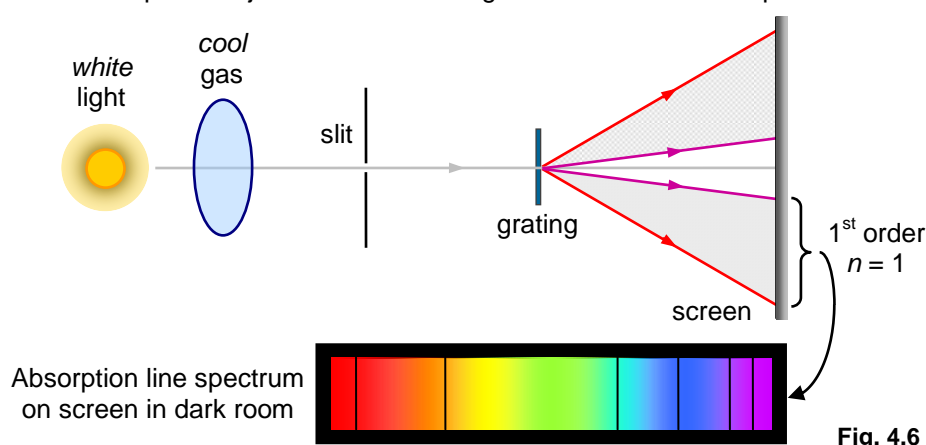 white
light
cool
gas
slit
grating
1st order
n = 1
screen
Absorption line spectrum
on screen in dark room
Fig. 4.6